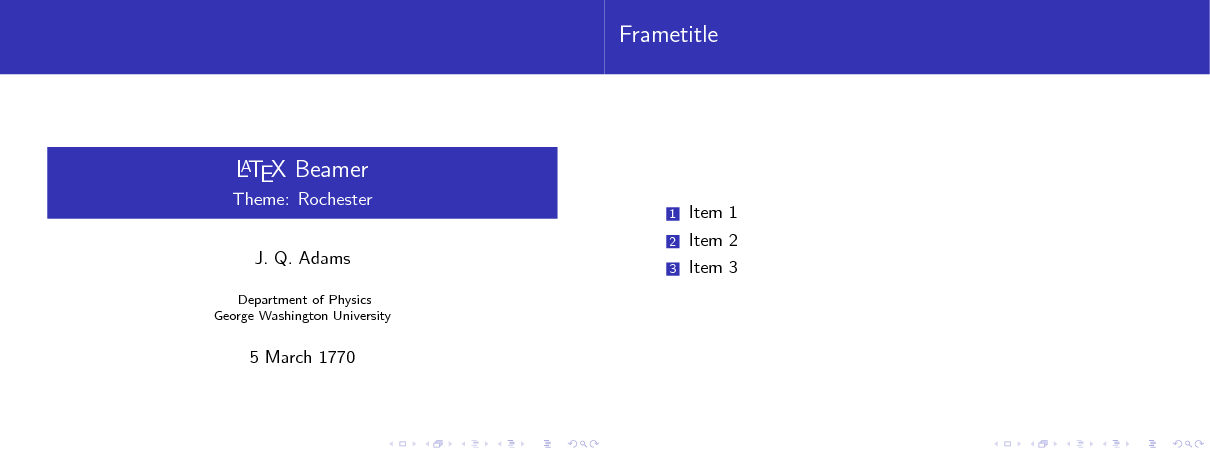 LATEX Beamer
Theme: Rochester
J. Q. Adams
Department of Physics
George Washington University
5 March 1770
Frametitle
1 Item 1
2 Item 2
3 Item 3